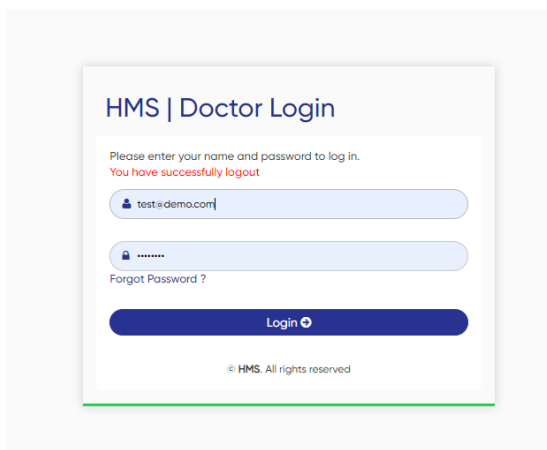 HMS | Doctor Login
Please enter your name and password to log in.
You have successfully logout
test@demo.com
••••••••
Forgot Password ?
Login
© HMS. All rights reserved